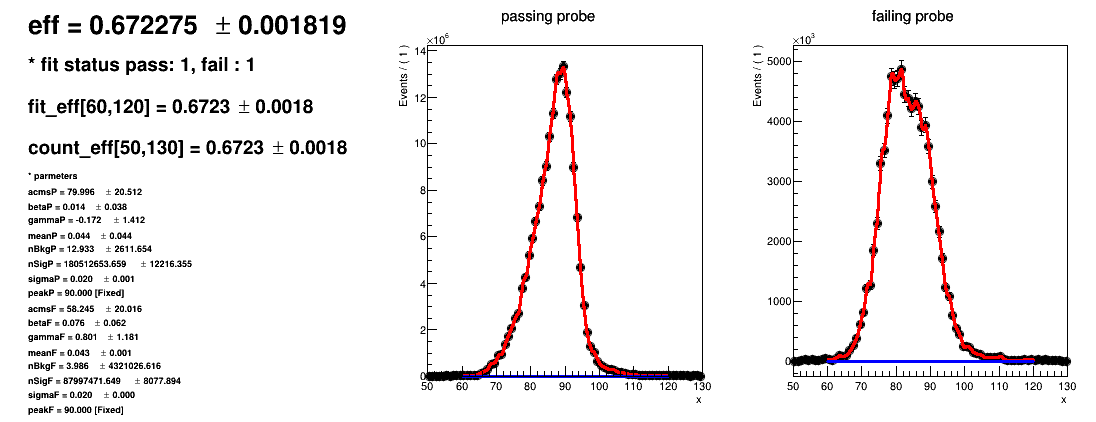 eff = 0.672275 ± 0.001819
* fit status pass: 1, fail : 1
fit_eff[60,120] = 0.6723 ± 0.0018
count_eff[50,130] = 0.6723 ± 0.0018
* parmeters
acmsP = 79.996 ± 20.512
betaP = 0.014 ± 0.038
gammaP = -0.172 ± 1.412
meanP = 0.044 ± 0.044
nBkgP = 12.933 ± 2611.654
nSigP = 180512653.659 ± 12216.355
sigmaP = 0.020 ± 0.001
peakP = 90.000 [Fixed]
acmsF = 58.245 ± 20.016
betaF = 0.076 ± 0.062
gammaF = 0.801 ± 1.181
meanF = 0.043 ± 0.001
nBkgF = 3.986 ± 4321026.616
nSigF = 87997471.649 ± 8077.894
sigmaF = 0.020 ± 0.000
peakF = 90.000 [Fixed]
passing probe
×10⁶
Events / ( 1 )
14
12
10
8
6
4
2
0
50 60 70 80 90 100 110 120 130
x
failing probe
×10³
Events / ( 1 )
5000
4000
3000
2000
1000
0
50 60 70 80 90 100 110 120 130
x